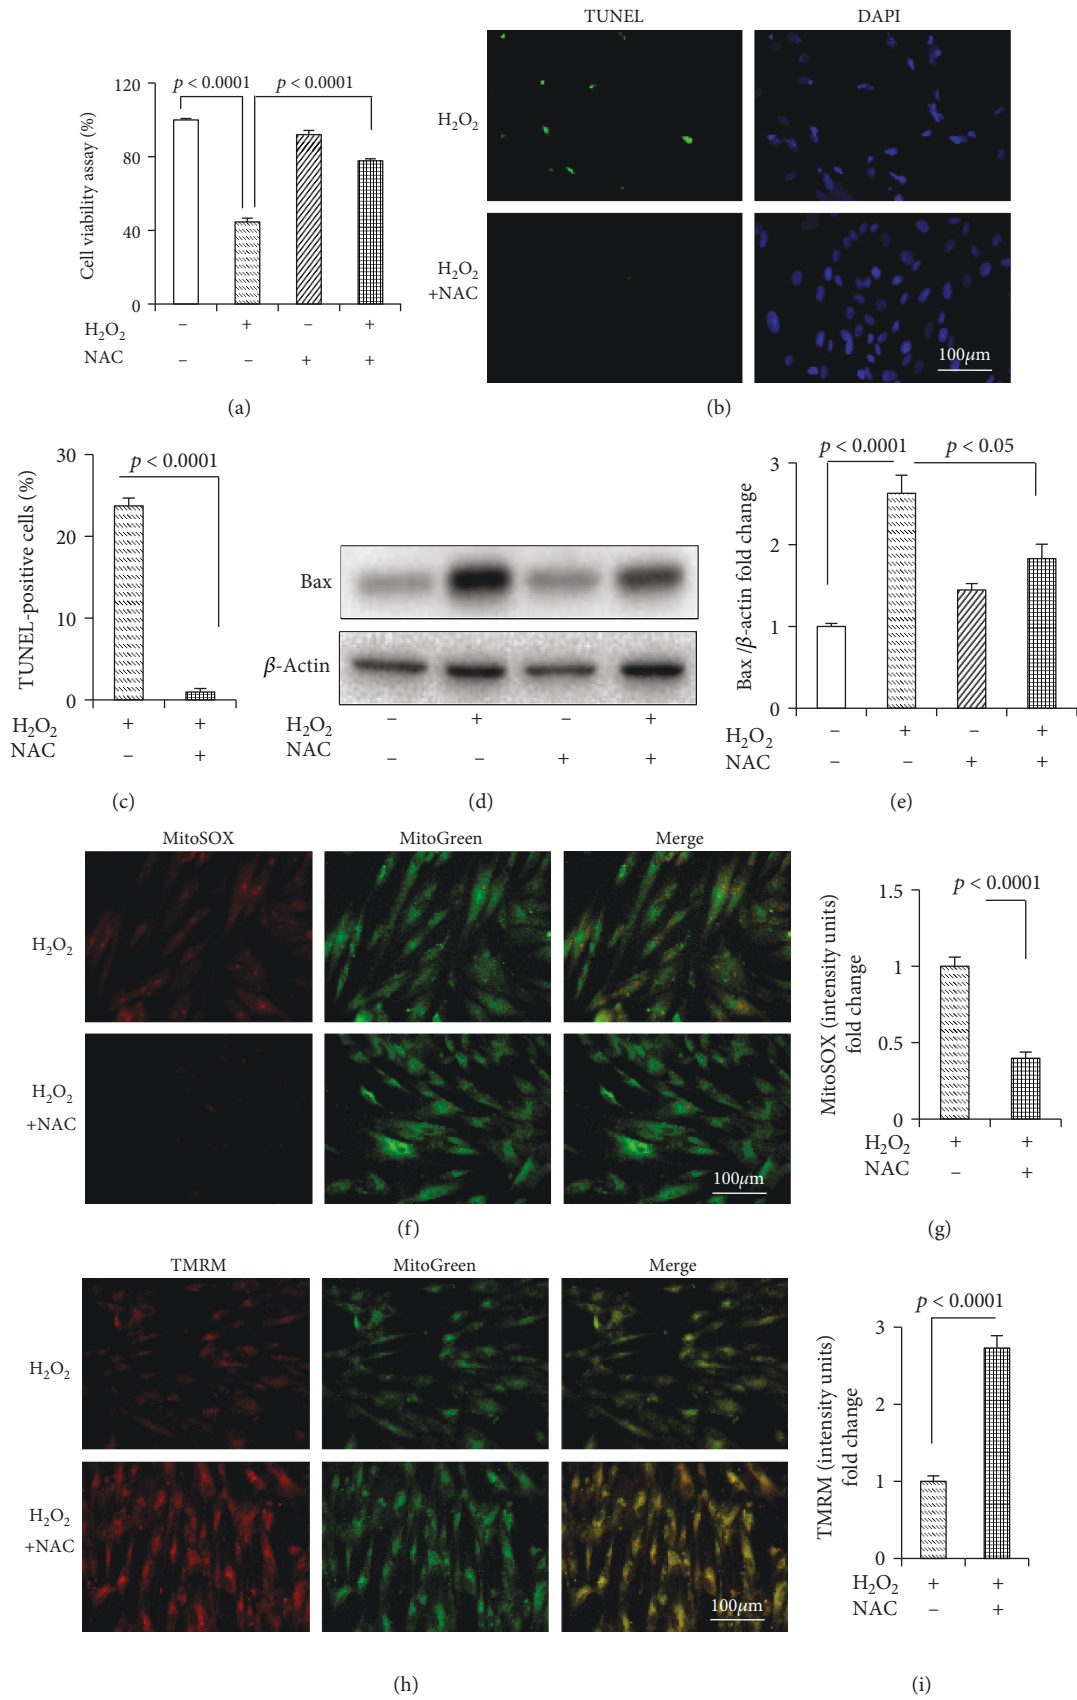 TUNEL DAPI
p < 0.0001 p < 0.0001
Cell viability assay (%)
120
80
40
0
H₂O₂ − + − +
NAC − − + +
(a)
H₂O₂
H₂O₂
+NAC
100μm
(b)
TUNEL-positive cells (%)
p < 0.0001
30
20
10
0
H₂O₂ + +
NAC − +
(c)
Bax
β-Actin
H₂O₂ − + − +
NAC − − + +
(d)
Bax /β-actin fold change
p < 0.0001 p < 0.05
3
2
1
0
H₂O₂ − + − +
NAC − − + +
(e)
MitoSOX MitoGreen Merge
H₂O₂
H₂O₂
+NAC
100μm
(f)
MitoSOX (intensity units)
fold change
p < 0.0001
1.5
1
0.5
0
H₂O₂ + +
NAC − +
(g)
TMRM MitoGreen Merge
H₂O₂
H₂O₂
+NAC
100μm
(h)
TMRM (intensity units)
fold change
p < 0.0001
3
2
1
0
H₂O₂ + +
NAC − +
(i)